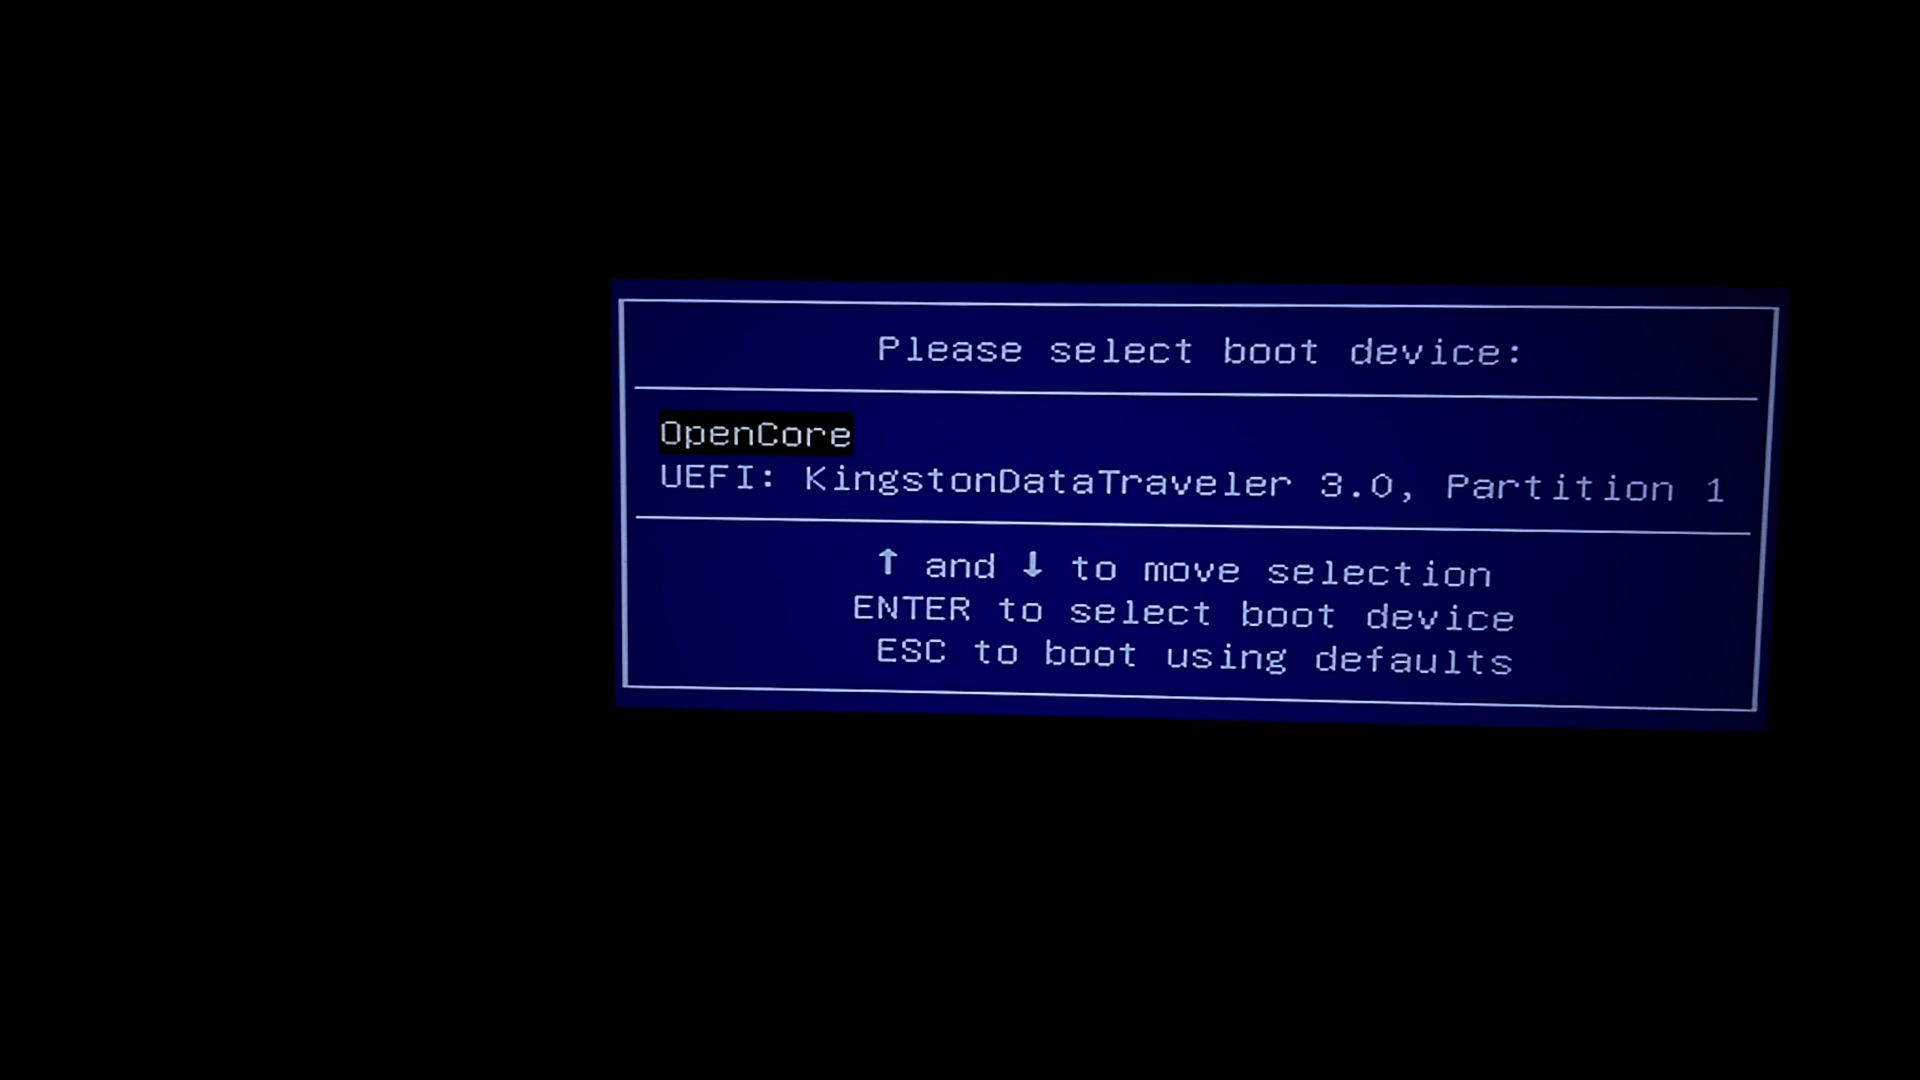 Please select boot device:
OpenCore
UEFI: KingstonDataTraveler 3.0, Partition 1
↑ and ↓ to move selection
ENTER to select boot device
ESC to boot using defaults